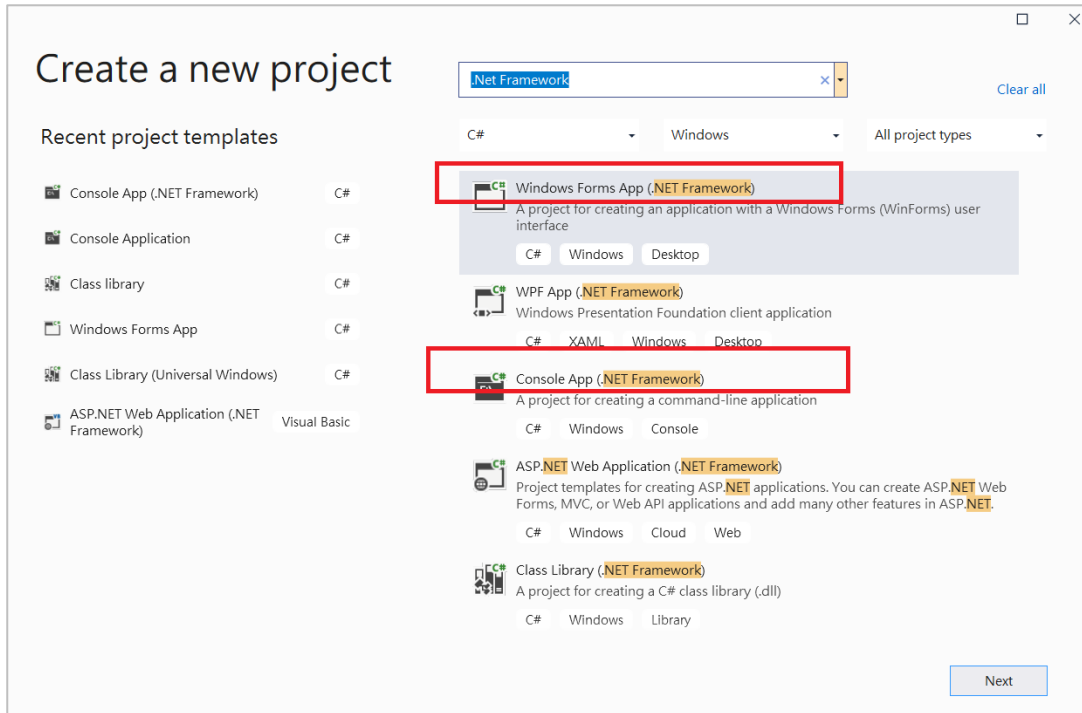 Create a new project
Recent project templates
Console App (.NET Framework) C#
Console Application C#
Class library C#
Windows Forms App C#
Class Library (Universal Windows) C#
ASP.NET Web Application (.NET
Framework) Visual Basic
.Net Framework
Clear all
C# Windows All project types
Windows Forms App (.NET Framework)
A project for creating an application with a Windows Forms (WinForms) user
interface
C# Windows Desktop
WPF App (.NET Framework)
Windows Presentation Foundation client application
C# XAML Windows Desktop
Console App (.NET Framework)
A project for creating a command-line application
C# Windows Console
ASP.NET Web Application (.NET Framework)
Project templates for creating ASP.NET applications. You can create ASP.NET Web
Forms, MVC, or Web API applications and add many other features in ASP.NET.
C# Windows Cloud Web
Class Library (.NET Framework)
A project for creating a C# class library (.dll)
C# Windows Library
Next